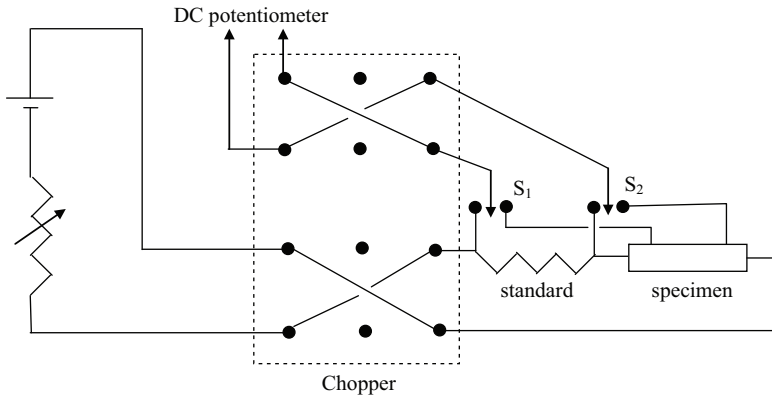 DC potentiometer
S₁
S₂
standard
specimen
Chopper